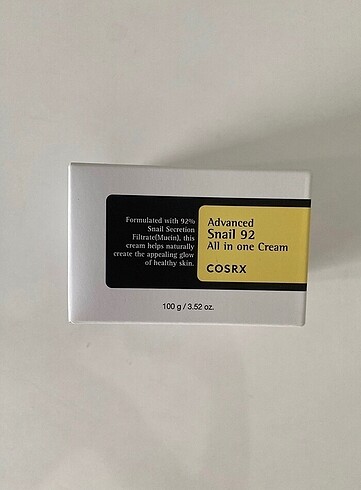 Formulated with 92%
Snail Secretion
Filtrate(Mucin), this
cream helps naturally
create the appealing glow
of healthy skin.
Advanced
Snail 92
All in one Cream
COSRX
100 g / 3.52 oz.